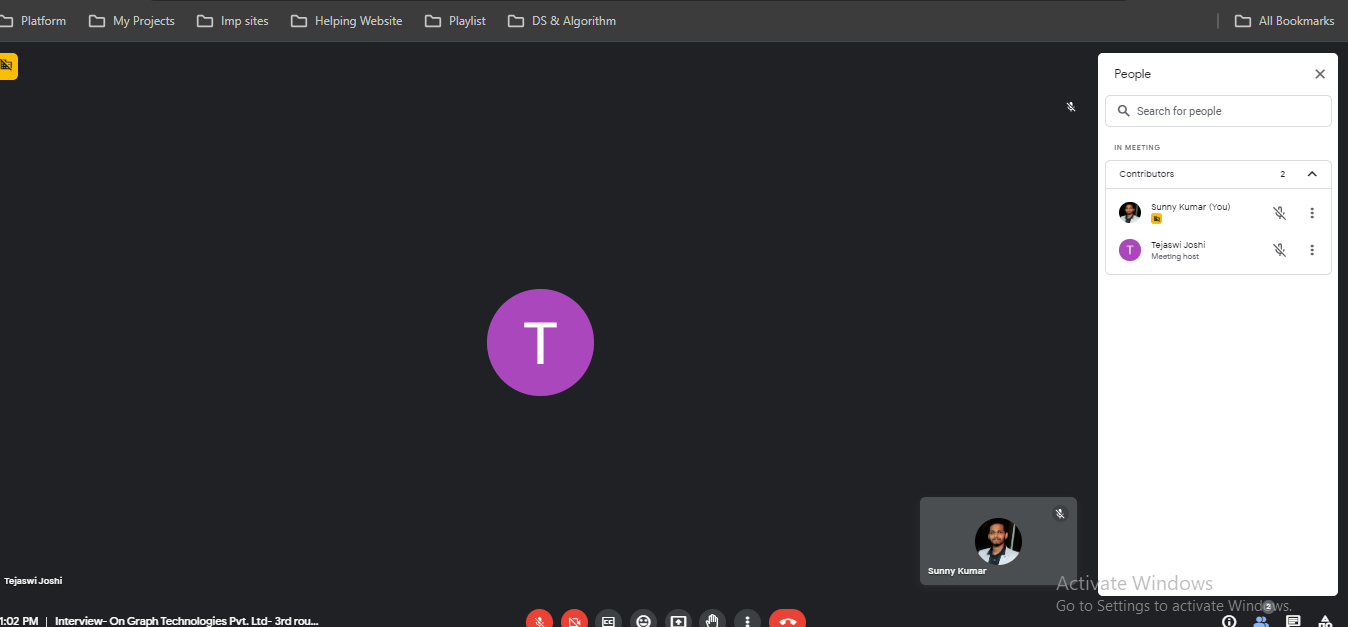 Platform
My Projects
Imp sites
Helping Website
Playlist
DS & Algorithm
All Bookmarks
People
Search for people
IN MEETING
Contributors 2
Sunny Kumar (You)
T
Tejaswi Joshi
Meeting host
T
Sunny Kumar
Tejaswi Joshi
Activate Windows
Go to Settings to activate Windows.
1:02 PM | Interview- On Graph Technologies Pvt. Ltd- 3rd rou...
CC
2